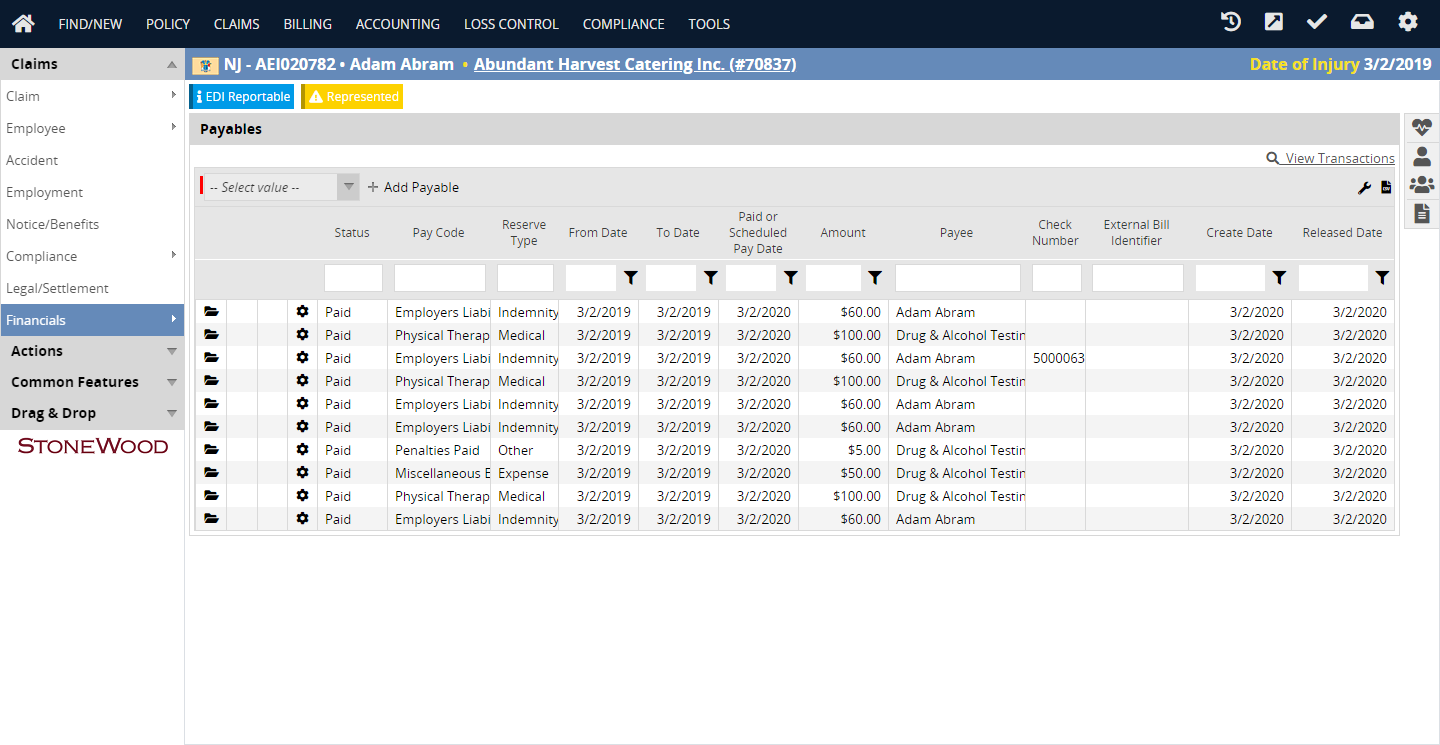 FIND/NEW POLICY CLAIMS BILLING ACCOUNTING LOSS CONTROL COMPLIANCE TOOLS
Claims
NJ - AEI020782 • Adam Abram • Abundant Harvest Catering Inc. (#70837) Date of Injury 3/2/2019
Claim
Employee
Accident
Employment
Notice/Benefits
Compliance
Legal/Settlement
Financials
Actions
Common Features
Drag & Drop
STONEWOOD
EDI Reportable Represented
Payables
View Transactions
-- Select value -- Add Payable
Status Pay Code Reserve Type From Date To Date Paid or Scheduled Pay Date Amount Payee Check Number External Bill Identifier Create Date Released Date
Paid Employers Liabi Indemnity 3/2/2019 3/2/2019 3/2/2020 $60.00 Adam Abram 3/2/2020 3/2/2020
Paid Physical Therap Medical 3/2/2019 3/2/2019 3/2/2020 $100.00 Drug & Alcohol Testin 3/2/2020 3/2/2020
Paid Employers Liabi Indemnity 3/2/2019 3/2/2019 3/2/2020 $60.00 Adam Abram 5000063 3/2/2020 3/2/2020
Paid Physical Therap Medical 3/2/2019 3/2/2019 3/2/2020 $100.00 Drug & Alcohol Testin 3/2/2020 3/2/2020
Paid Employers Liabi Indemnity 3/2/2019 3/2/2019 3/2/2020 $60.00 Adam Abram 3/2/2020 3/2/2020
Paid Employers Liabi Indemnity 3/2/2019 3/2/2019 3/2/2020 $60.00 Adam Abram 3/2/2020 3/2/2020
Paid Penalties Paid Other 3/2/2019 3/2/2019 3/2/2020 $5.00 Drug & Alcohol Testin 3/2/2020 3/2/2020
Paid Miscellaneous E Expense 3/2/2019 3/2/2019 3/2/2020 $50.00 Drug & Alcohol Testin 3/2/2020 3/2/2020
Paid Physical Therap Medical 3/2/2019 3/2/2019 3/2/2020 $100.00 Drug & Alcohol Testin 3/2/2020 3/2/2020
Paid Employers Liabi Indemnity 3/2/2019 3/2/2019 3/2/2020 $60.00 Adam Abram 3/2/2020 3/2/2020